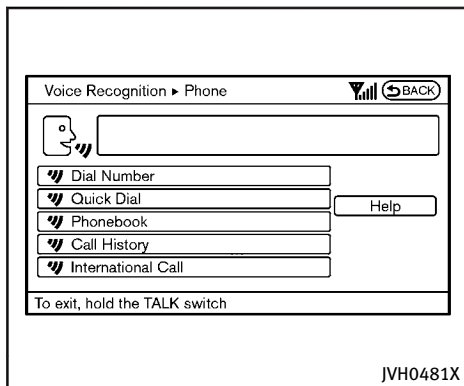 Voice Recognition ▸ Phone
BACK
Dial Number
Quick Dial
Help
Phonebook
Call History
International Call
To exit, hold the TALK switch
JVH0481X